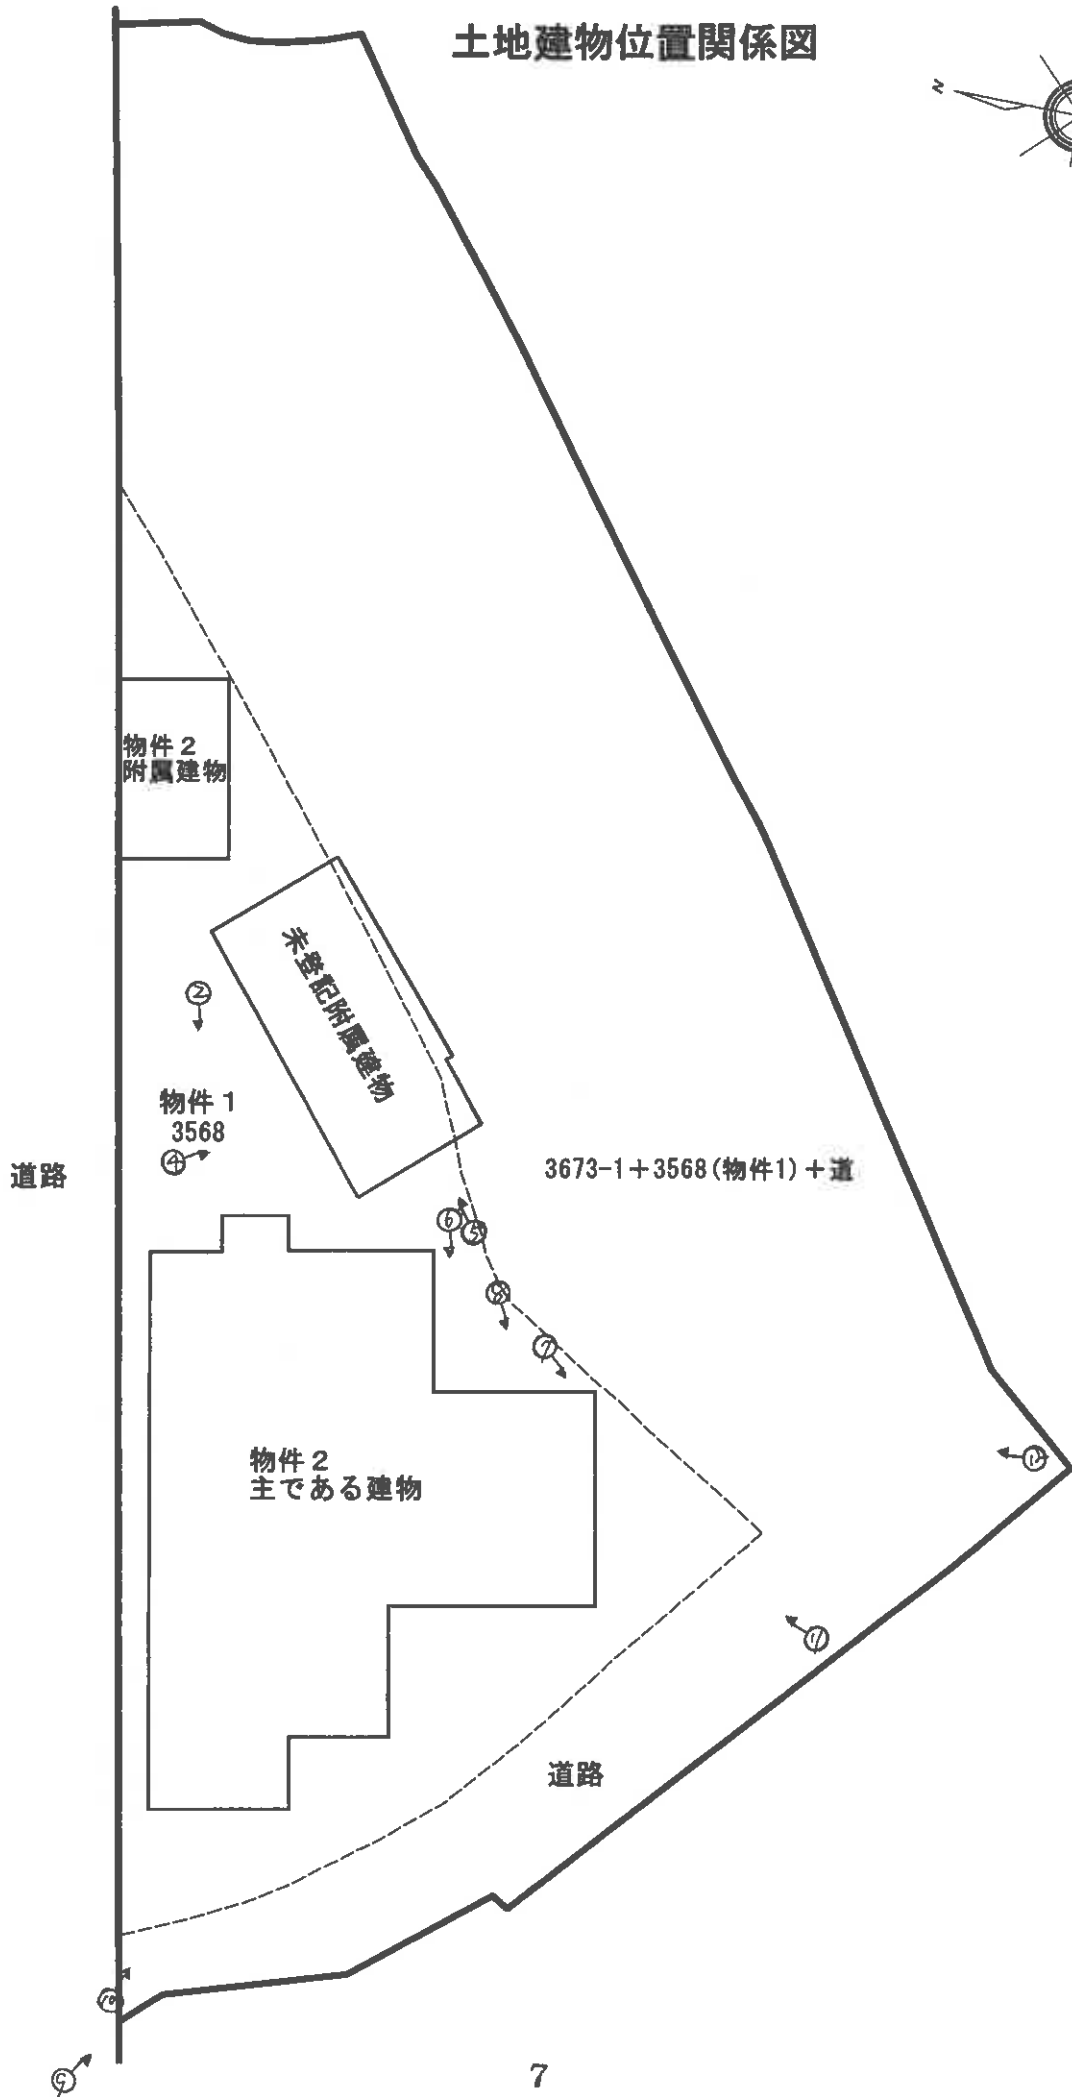 土地建物位置関係図
N
物件2
附属建物
未登記附属建物
②
物件1
3568
④
道路
3673-1+3568(物件1)+道
⑥
⑤
⑧
⑦
物件2
主である建物
⑫
⑪
道路
⑩
⑨
7